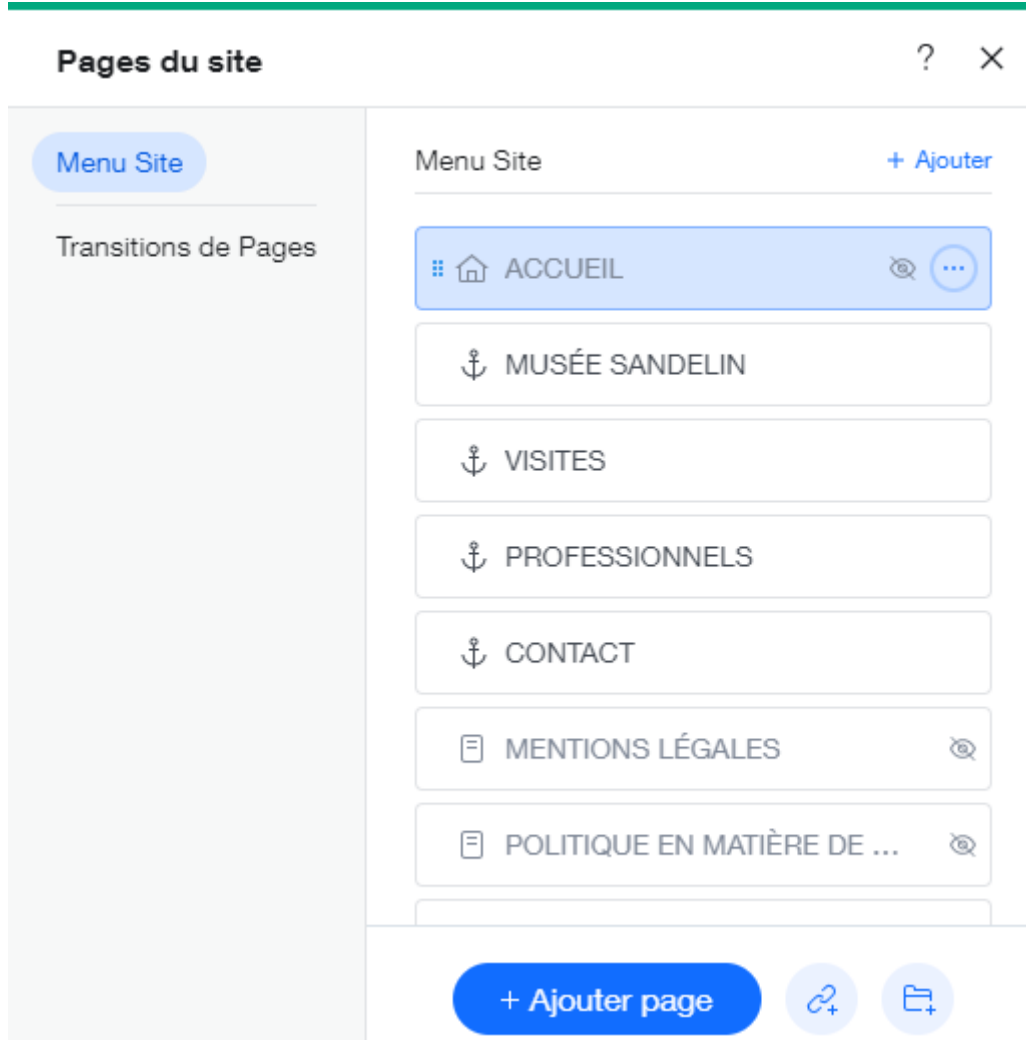 Pages du site
?
Menu Site
Transitions de Pages
Menu Site
+ Ajouter
ACCUEIL
MUSÉE SANDELIN
VISITES
PROFESSIONNELS
CONTACT
MENTIONS LÉGALES
POLITIQUE EN MATIÈRE DE ...
+ Ajouter page